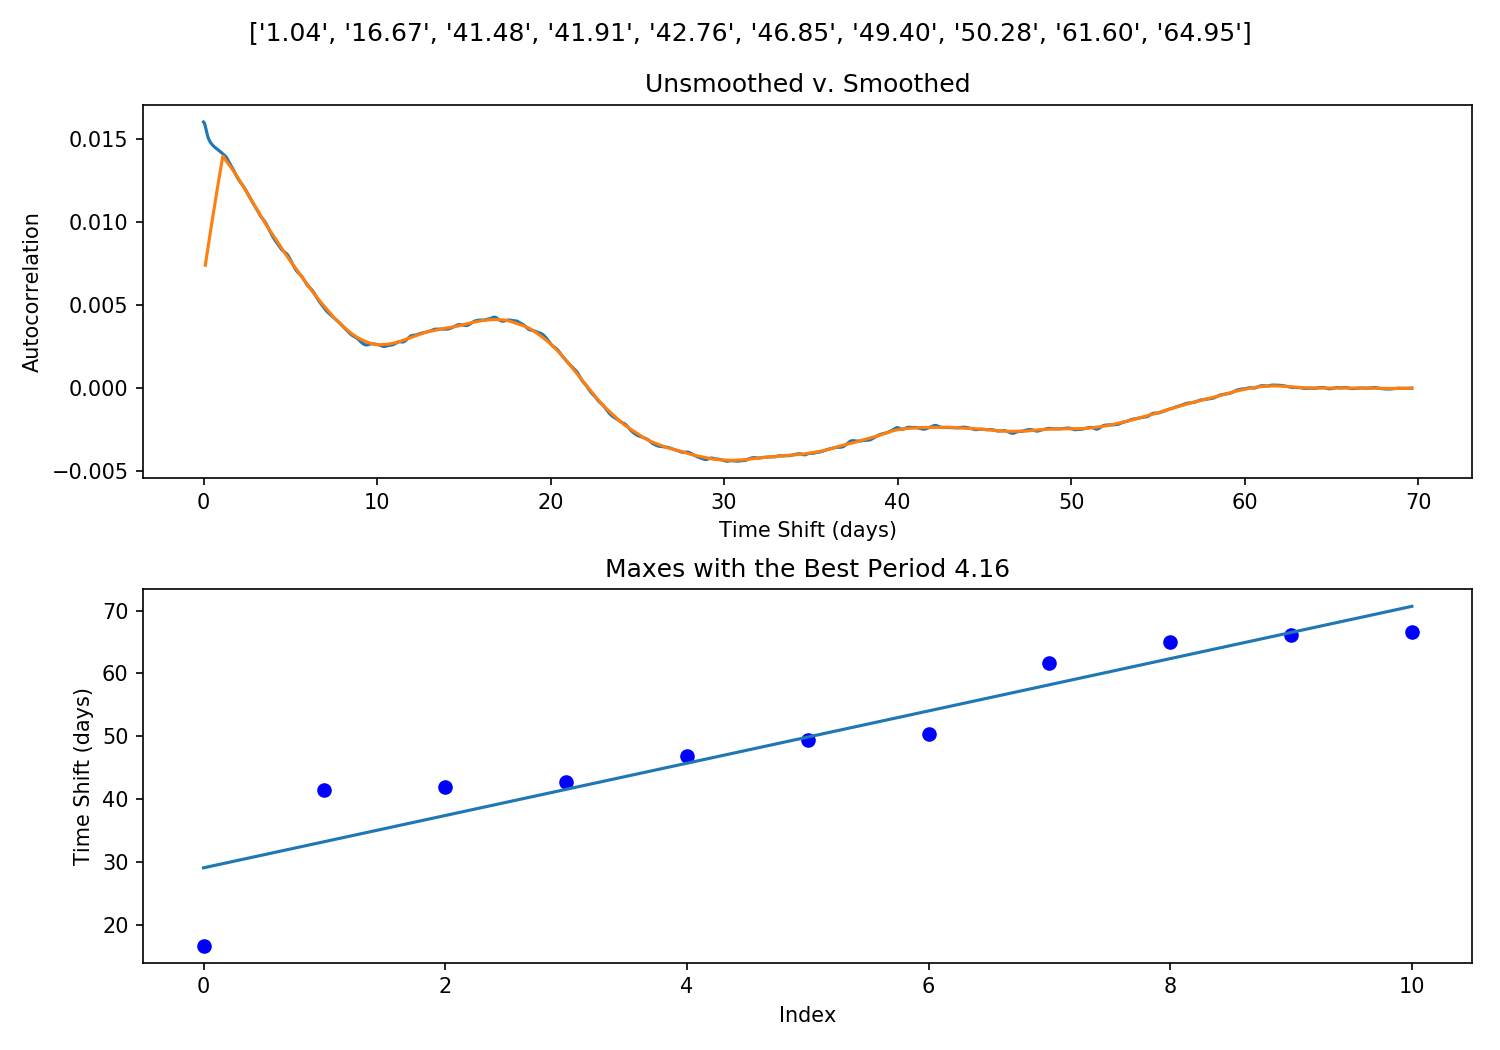 ['1.04', '16.67', '41.48', '41.91', '42.76', '46.85', '49.40', '50.28', '61.60', '64.95']
Unsmoothed v. Smoothed
Autocorrelation
0.015
0.010
0.005
0.000
−0.005
0 10 20 30 40 50 60 70
Time Shift (days)
Maxes with the Best Period 4.16
Time Shift (days)
70
60
50
40
30
20
0 2 4 6 8 10
Index